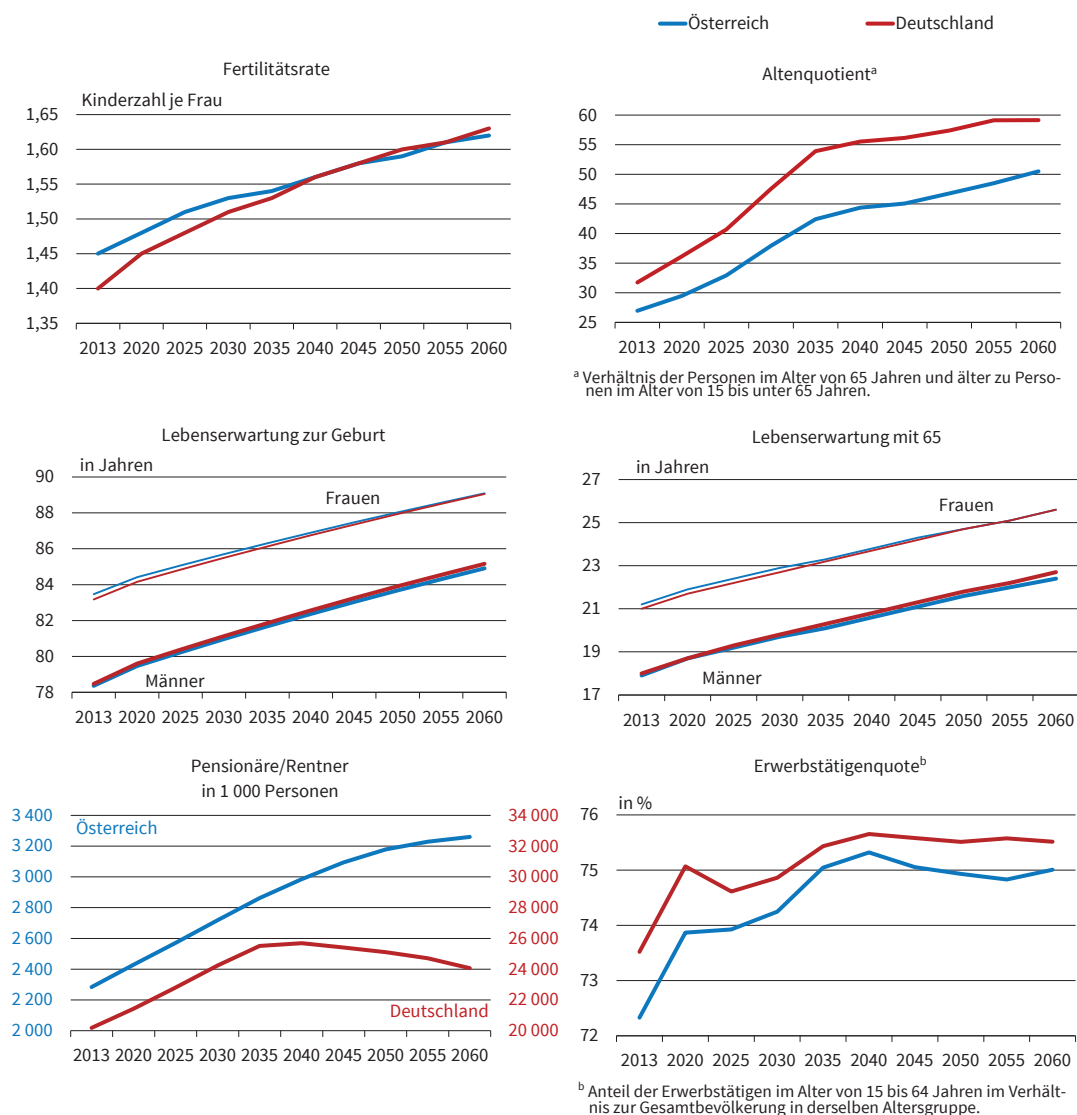 Österreich
Deutschland
Fertilitätsrate
Kinderzahl je Frau
1,65
1,60
1,55
1,50
1,45
1,40
1,35
2013 2020 2025 2030 2035 2040 2045 2050 2055 2060
Altenquotientᵃ
60
55
50
45
40
35
30
25
2013 2020 2025 2030 2035 2040 2045 2050 2055 2060
ᵃ Verhältnis der Personen im Alter von 65 Jahren und älter zu Perso-
nen im Alter von 15 bis unter 65 Jahren.
Lebenserwartung zur Geburt
in Jahren
90
88
86
84
82
80
78
Frauen
Männer
2013 2020 2025 2030 2035 2040 2045 2050 2055 2060
Lebenserwartung mit 65
in Jahren
27
25
23
21
19
17
Frauen
Männer
2013 2020 2025 2030 2035 2040 2045 2050 2055 2060
Pensionäre/Rentner
in 1 000 Personen
3 400
3 200
3 000
2 800
2 600
2 400
2 200
2 000
Österreich
Deutschland
34 000
32 000
30 000
28 000
26 000
24 000
22 000
20 000
2013 2020 2025 2030 2035 2040 2045 2050 2055 2060
Erwerbstätigenquoteᵇ
in %
76
75
74
73
72
2013 2020 2025 2030 2035 2040 2045 2050 2055 2060
ᵇ Anteil der Erwerbstätigen im Alter von 15 bis 64 Jahren im Verhält-
nis zur Gesamtbevölkerung in derselben Altersgruppe.